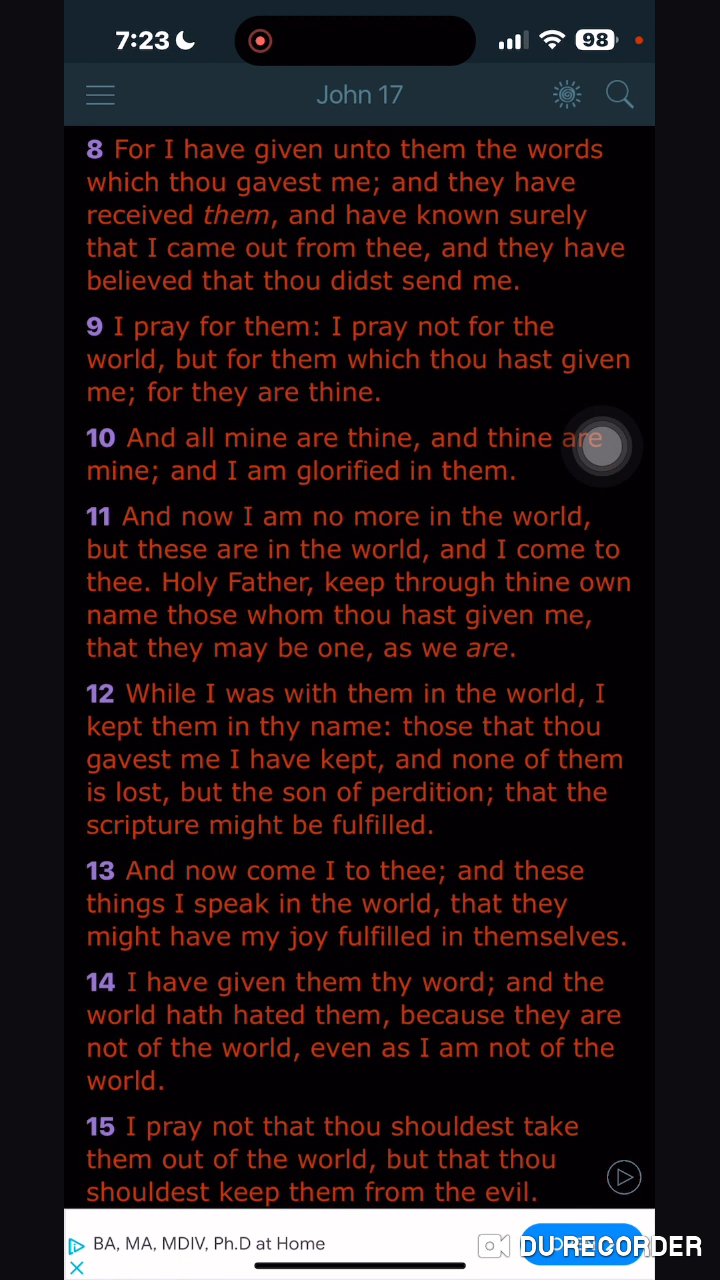 7:23
98
John 17
8 For I have given unto them the words
which thou gavest me; and they have
received them, and have known surely
that I came out from thee, and they have
believed that thou didst send me.
9 I pray for them: I pray not for the
world, but for them which thou hast given
me; for they are thine.
10 And all mine are thine, and thine are
mine; and I am glorified in them.
11 And now I am no more in the world,
but these are in the world, and I come to
thee. Holy Father, keep through thine own
name those whom thou hast given me,
that they may be one, as we are.
12 While I was with them in the world, I
kept them in thy name: those that thou
gavest me I have kept, and none of them
is lost, but the son of perdition; that the
scripture might be fulfilled.
13 And now come I to thee; and these
things I speak in the world, that they
might have my joy fulfilled in themselves.
14 I have given them thy word; and the
world hath hated them, because they are
not of the world, even as I am not of the
world.
15 I pray not that thou shouldest take
them out of the world, but that thou
shouldest keep them from the evil.
BA, MA, MDIV, Ph.D at Home
DU RECORDER